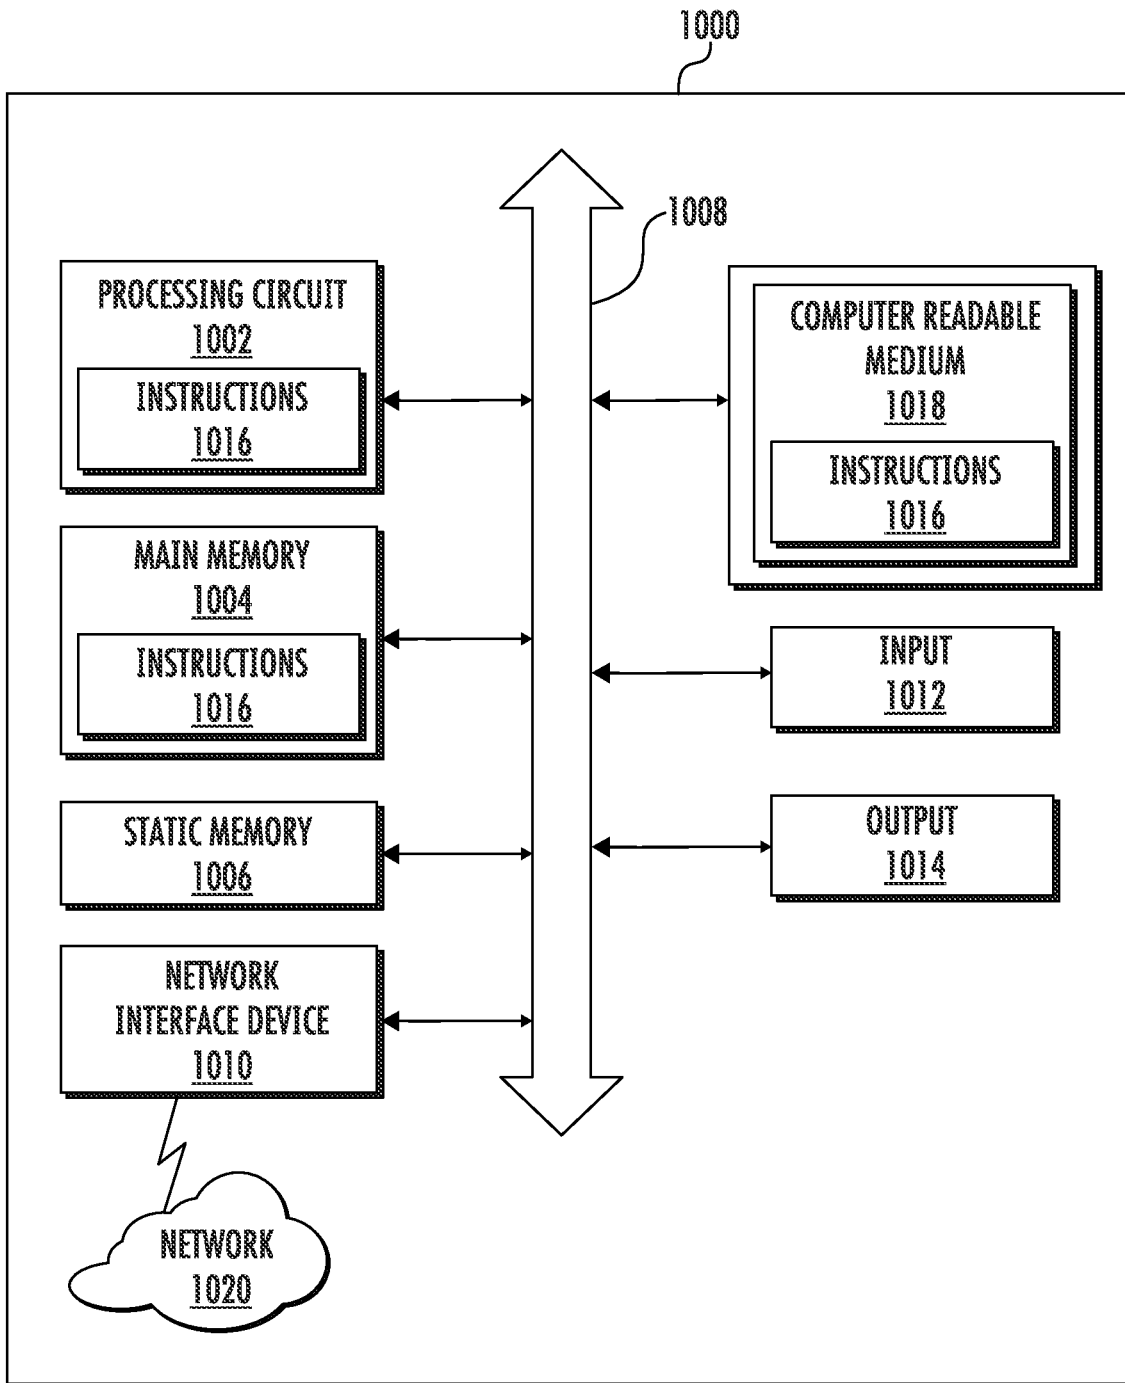 1000
1008
PROCESSING CIRCUIT
1002
INSTRUCTIONS
1016
MAIN MEMORY
1004
INSTRUCTIONS
1016
STATIC MEMORY
1006
NETWORK
INTERFACE DEVICE
1010
NETWORK
1020
COMPUTER READABLE
MEDIUM
1018
INSTRUCTIONS
1016
INPUT
1012
OUTPUT
1014